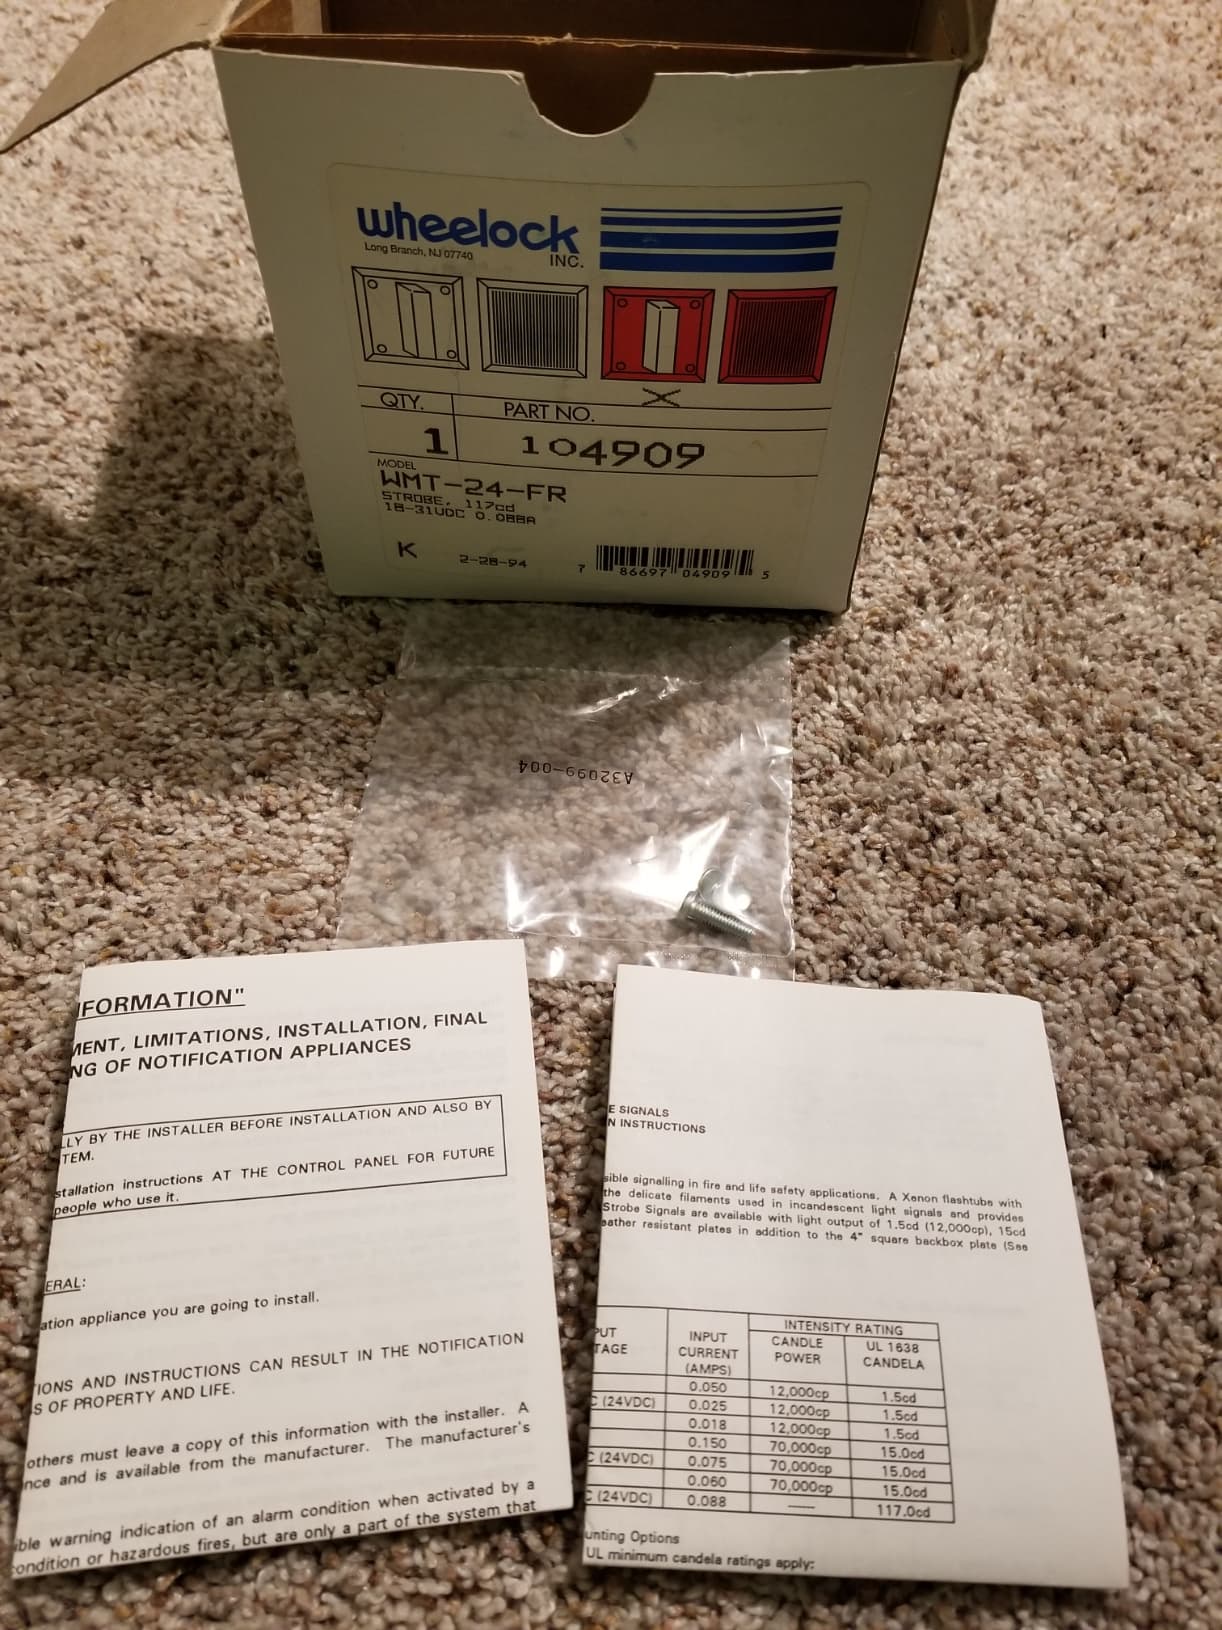 wheelock
INC.
Long Branch, NJ 07740
QTY.
PART NO.
1
104909
MODEL
WMT-24-FR
STROBE, 117cd
18-31VDC 0.088A
K
2-28-94
7 86697 04909 5
A32099-004
FORMATION"
MENT, LIMITATIONS, INSTALLATION, FINAL
NG OF NOTIFICATION APPLIANCES
LLY BY THE INSTALLER BEFORE INSTALLATION AND ALSO BY
TEM.
stallation instructions AT THE CONTROL PANEL FOR FUTURE
people who use it.
ERAL:
ation appliance you are going to install.
IONS AND INSTRUCTIONS CAN RESULT IN THE NOTIFICATION
S OF PROPERTY AND LIFE.
others must leave a copy of this information with the installer. A
nce and is available from the manufacturer. The manufacturer's
ible warning indication of an alarm condition when activated by a
condition or hazardous fires, but are only a part of the system that
E SIGNALS
N INSTRUCTIONS
sible signalling in fire and life safety applications. A Xenon flashtube with
the delicate filaments used in incandescent light signals and provides
Strobe Signals are available with light output of 1.5cd (12,000cp), 15cd
eather resistant plates in addition to the 4" square backbox plate (See
PUT
TAGE
INPUT
CURRENT
(AMPS)
INTENSITY RATING
CANDLE
POWER
UL 1638
CANDELA
0.050 12,000cp 1.5cd
C (24VDC) 0.025 12,000cp 1.5cd
0.018 12,000cp 1.5cd
0.150 70,000cp 15.0cd
C (24VDC) 0.075 70,000cp 15.0cd
0.060 70,000cp 15.0cd
C (24VDC) 0.088 —— 117.0cd
unting Options
UL minimum candela ratings apply: